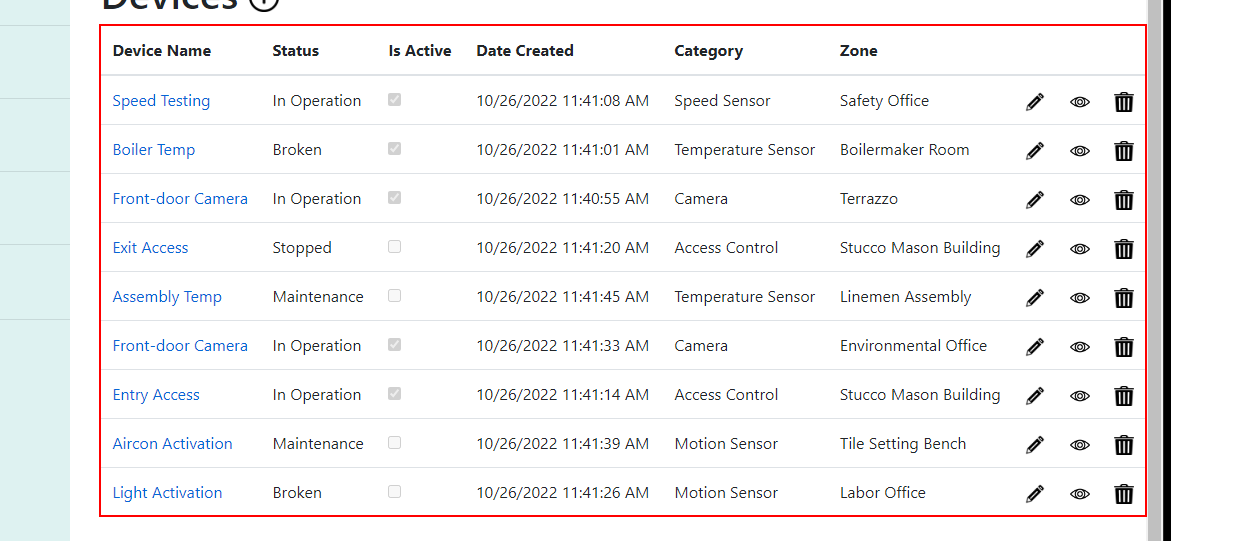 Devices
Device Name Status Is Active Date Created Category Zone
Speed Testing In Operation 10/26/2022 11:41:08 AM Speed Sensor Safety Office
Boiler Temp Broken 10/26/2022 11:41:01 AM Temperature Sensor Boilermaker Room
Front-door Camera In Operation 10/26/2022 11:40:55 AM Camera Terrazzo
Exit Access Stopped 10/26/2022 11:41:20 AM Access Control Stucco Mason Building
Assembly Temp Maintenance 10/26/2022 11:41:45 AM Temperature Sensor Linemen Assembly
Front-door Camera In Operation 10/26/2022 11:41:33 AM Camera Environmental Office
Entry Access In Operation 10/26/2022 11:41:14 AM Access Control Stucco Mason Building
Aircon Activation Maintenance 10/26/2022 11:41:39 AM Motion Sensor Tile Setting Bench
Light Activation Broken 10/26/2022 11:41:26 AM Motion Sensor Labor Office